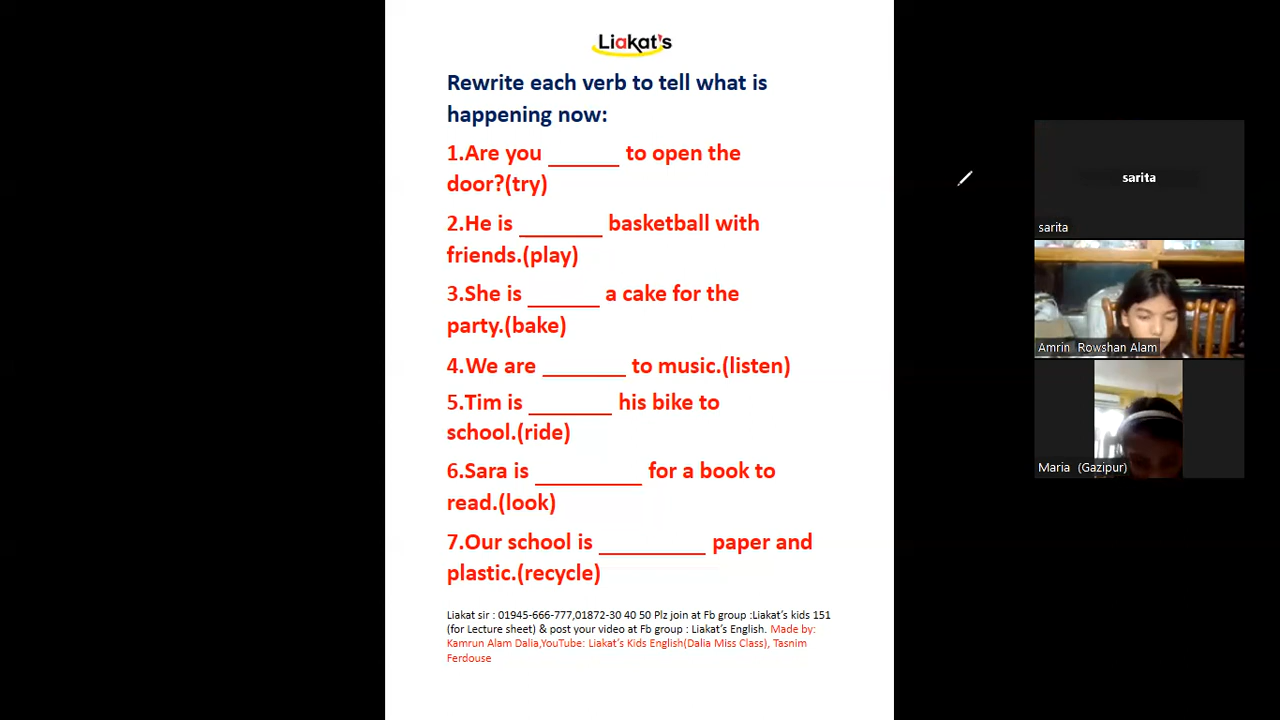 Liakat's
Rewrite each verb to tell what is
happening now:
1.Are you ______ to open the
door?(try)
2.He is _______ basketball with
friends.(play)
3.She is ______ a cake for the
party.(bake)
4.We are _______ to music.(listen)
5.Tim is _______ his bike to
school.(ride)
6.Sara is _________ for a book to
read.(look)
7.Our school is _________ paper and
plastic.(recycle)
Liakat sir : 01945-666-777,01872-30 40 50 Plz join at Fb group :Liakat's kids 151
(for Lecture sheet) & post your video at Fb group : Liakat's English. Made by:
Kamrun Alam Dalia,YouTube: Liakat's Kids English(Dalia Miss Class), Tasnim
Ferdouse
sarita
sarita
Amrin Rowshan Alam
Maria (Gazipur)